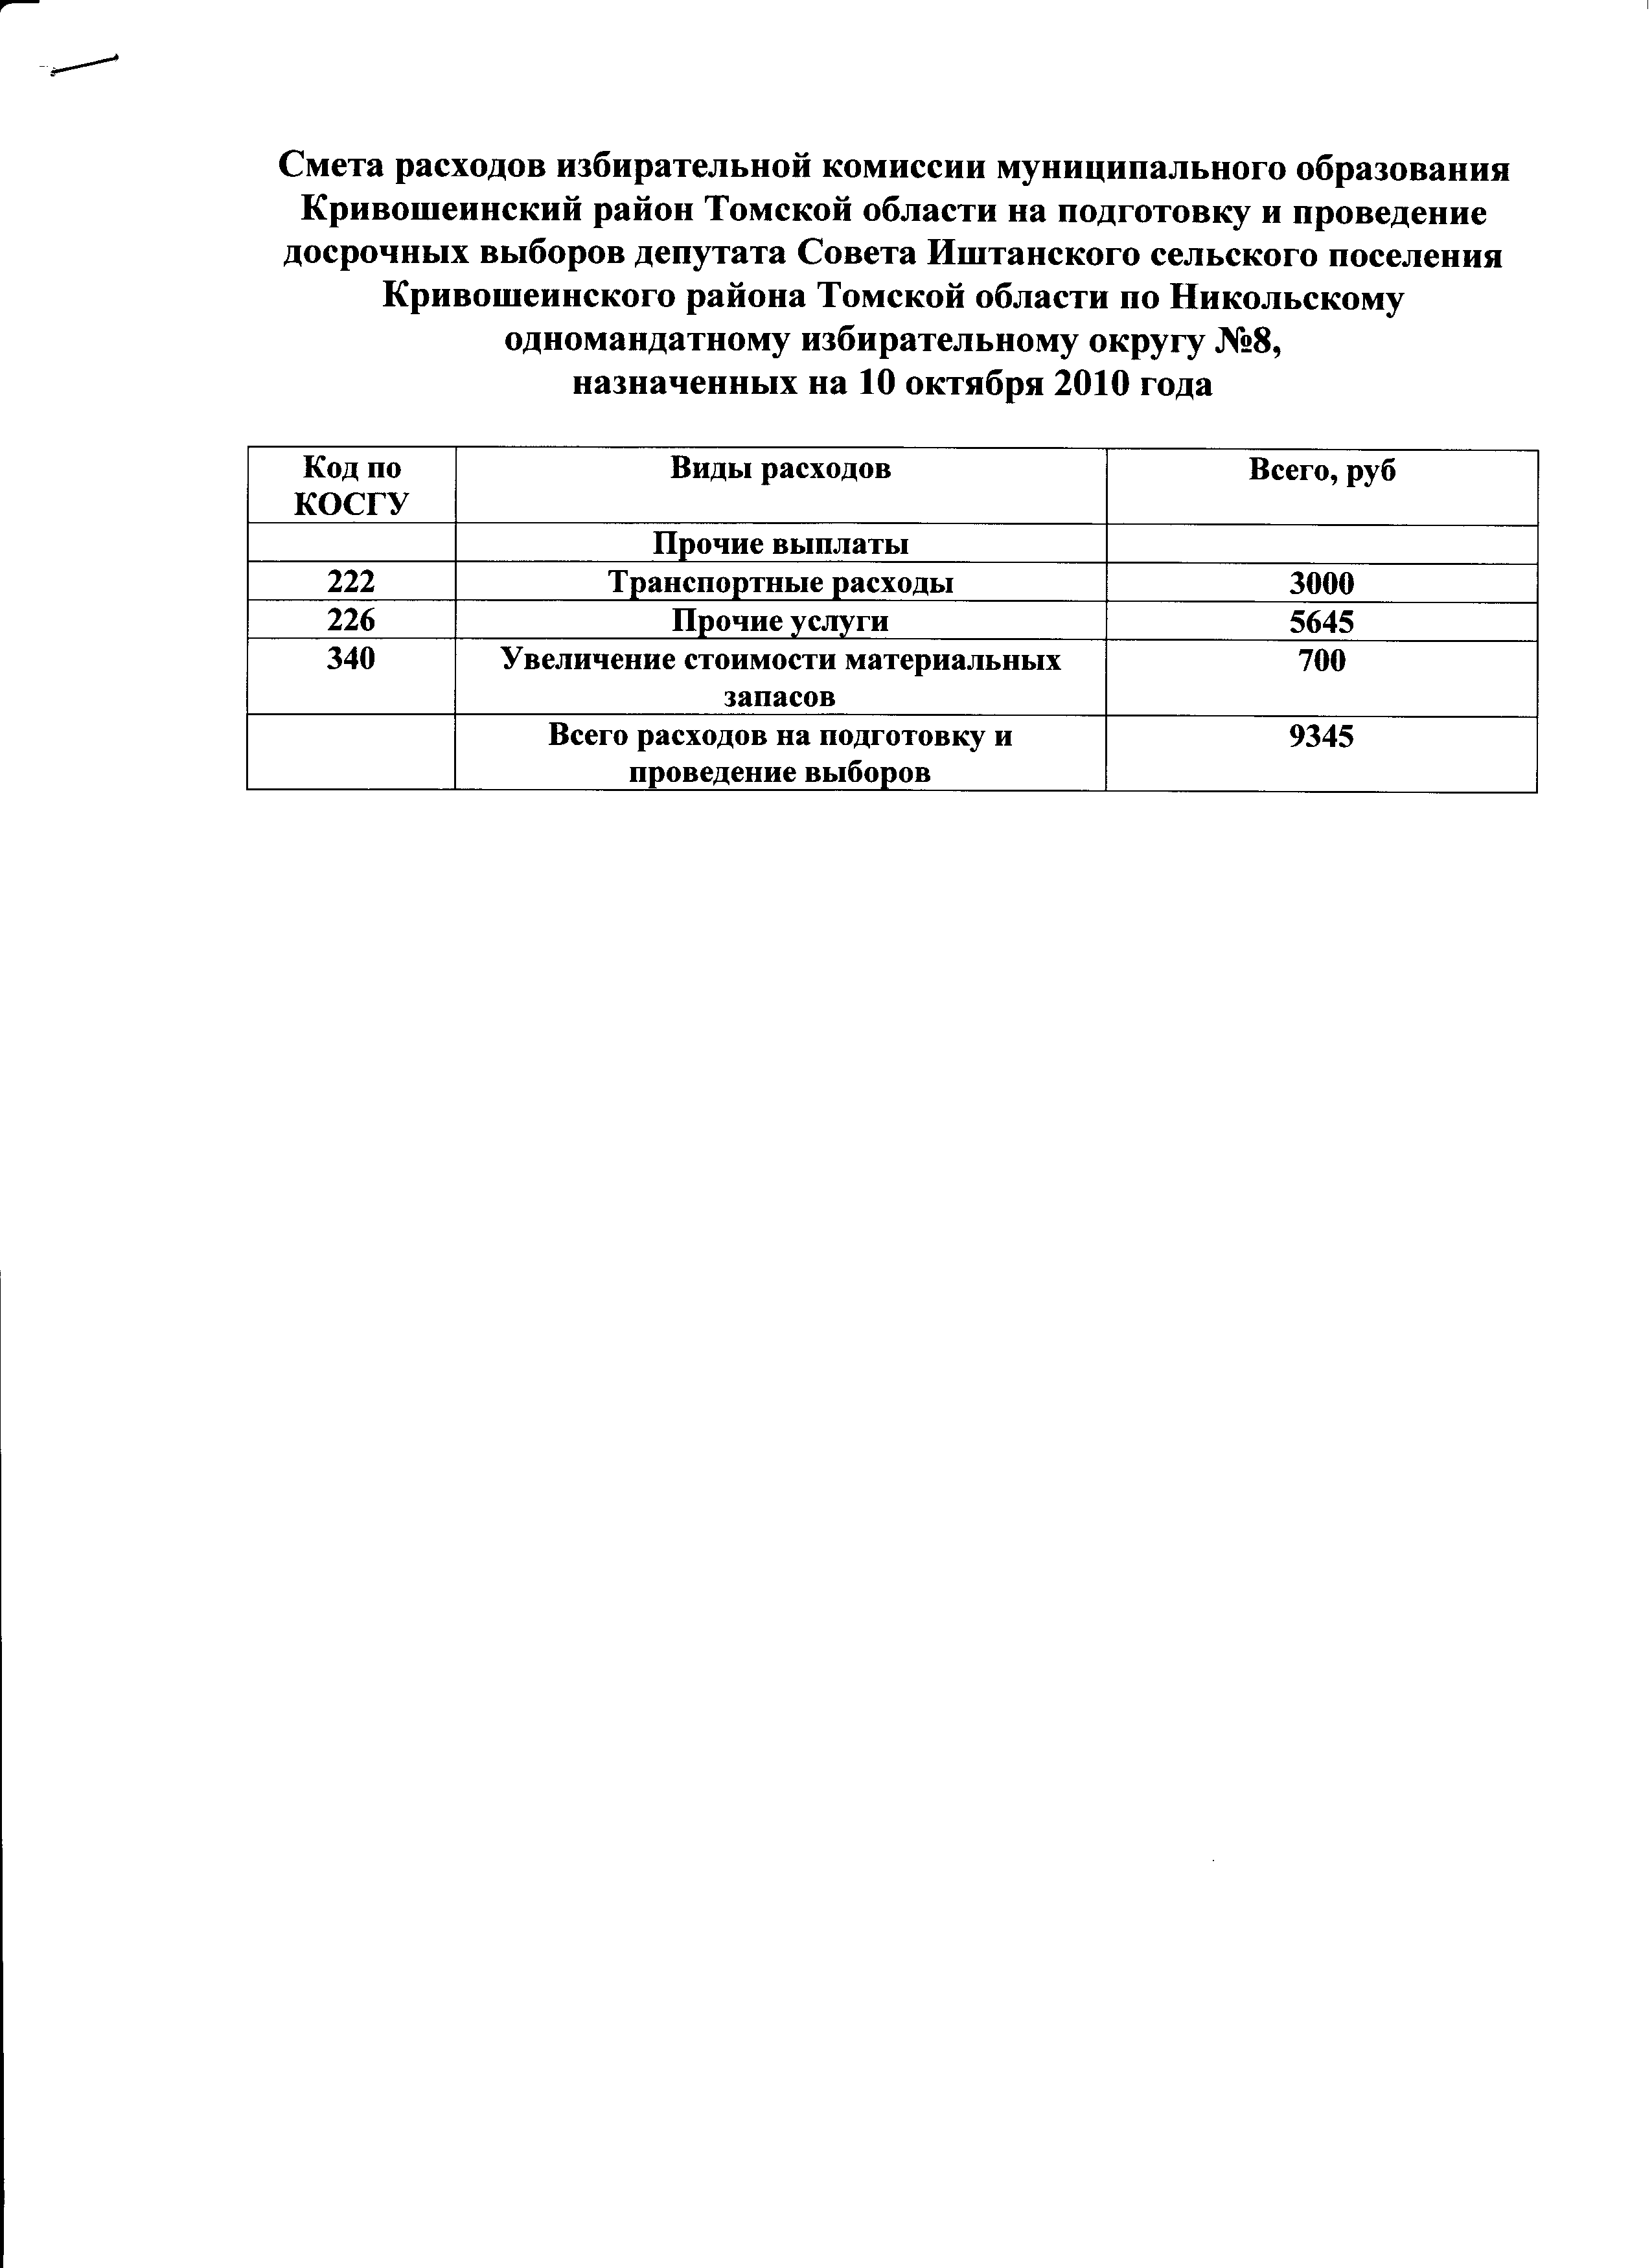 Смета расходов избирательной комиссии муниципального образования
Кривошеинский район Томской области на подготовку и проведение
досрочных выборов депутата Совета Иштанского сельского поселения
Кривошеинского района Томской области по Никольскому
одномандатному избирательному округу №8,
назначенных на 10 октября 2010 года
Код по КОСГУ Виды расходов Всего, руб
Прочие выплаты
222 Транспортные расходы 3000
226 Прочие услуги 5645
340 Увеличение стоимости материальных 700
запасов
Всего расходов на подготовку и 9345
проведение выборов